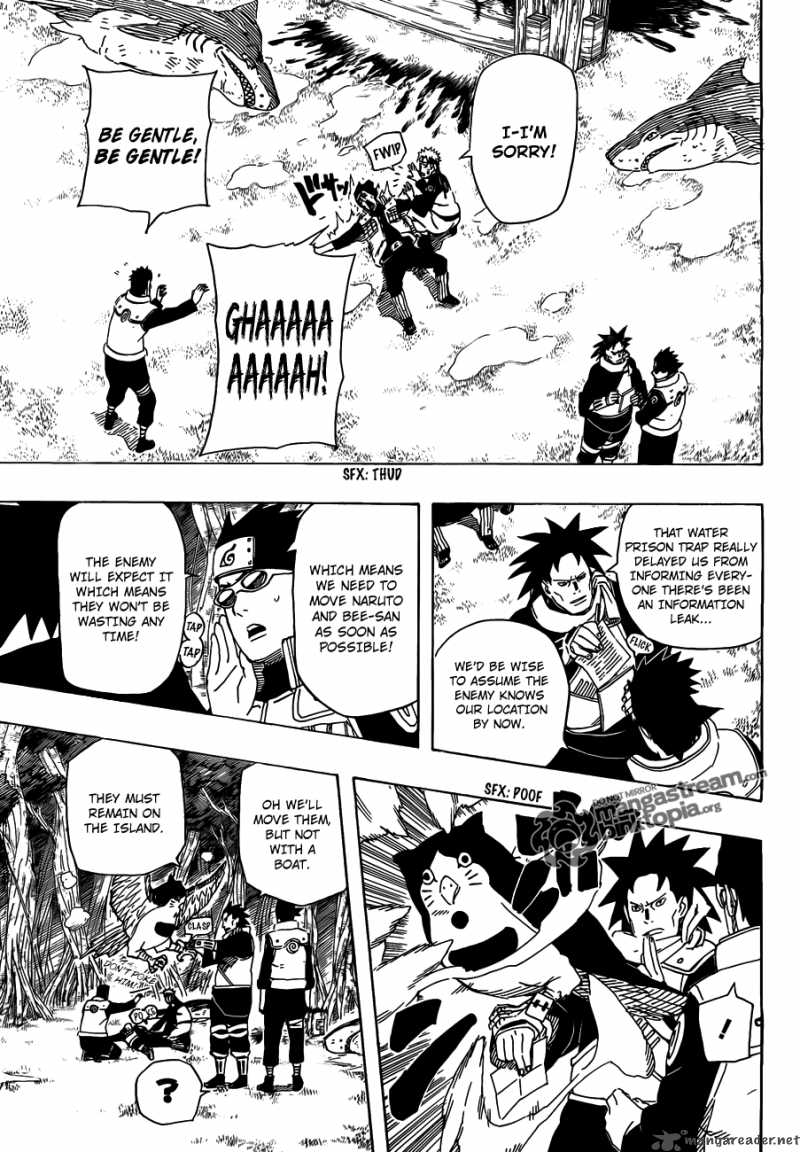 I-I'M
SORRY!
FWIP
ドサッ
BE GENTLE,
BE GENTLE!
GHAAAAA
AAAAAH!
SFX: THUD
THAT WATER
PRISON TRAP REALLY
DELAYED US FROM
INFORMING EVERY-
ONE THERE'S BEEN
AN INFORMATION
LEAK...
FLICK
WE'D BE WISE
TO ASSUME THE
ENEMY KNOWS
OUR LOCATION
BY NOW.
WHICH MEANS
WE NEED TO
MOVE NARUTO
AND BEE-SAN
AS SOON AS
POSSIBLE!
THE ENEMY
WILL EXPECT IT
WHICH MEANS
THEY WON'T BE
WASTING ANY
TIME!
TAP
TAP
SFX: POOF
DO NOT MIRROR
mangastream.com
!
OH WE'LL
MOVE THEM,
BUT NOT
WITH A
BOAT.
THEY MUST
REMAIN ON
THE ISLAND.
CLASP
?
mangareader.net